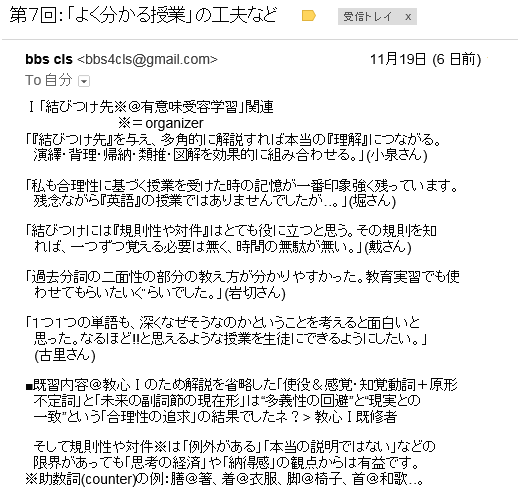 第7回：「よく分かる授業」の工夫など 受信トレイ x
bbs cls <bbs4cls@gmail.com> 11月19日 (6 日前)
To 自分
Ⅰ「結びつけ先※@有意味受容学習」関連
※＝organizer
「『結びつけ先』を与え、多角的に解説すれば本当の『理解』につながる。
演繹・背理・帰納・類推・図解を効果的に組み合わせる。」(小泉さん)
「私も合理性に基づく授業を受けた時の記憶が一番印象強く残っています。
残念ながら『英語』の授業ではありませんでしたが…。」(堀さん)
「結びつけには『規則性や対件』はとても役に立つと思う。その規則を知
れば、一つずつ覚える必要は無く、時間の無駄が無い。」(戴さん)
「過去分詞の二面性の部分の教え方が分かりやすかった。教育実習でも使
わせてもらいたいぐらいでした。」(岩切さん)
「1つ1つの単語も、深くなぜそうなのかということを考えると面白いと
思った。なるほど!!と思えるような授業を生徒にできるようにしたい。」
(古里さん)
■既習内容@教心Ⅰのため解説を省略した「使役＆感覚・知覚動詞＋原形
不定詞」と「未来の副詞節の現在形」は“多義性の回避”と“現実との
一致”という「合理性の追求」の結果でしたネ？> 教心Ⅰ既修者
そして規則性や対件※は「例外がある」「本当の説明ではない」などの
限界があっても「思考の経済」や「納得感」の観点からは有益です。
※助数詞(counter)の例：膳@箸、着@衣服、脚@椅子、首@和歌…。